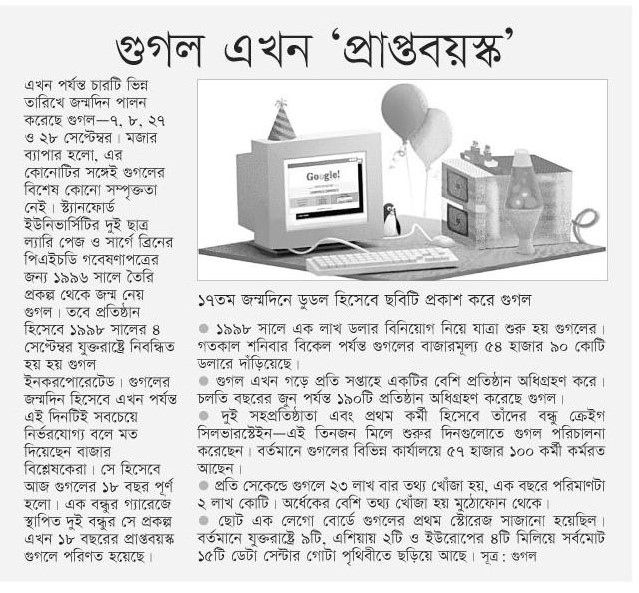 গুগল এখন ‘প্রাপ্তবয়স্ক’
এখন পর্যন্ত চারটি ভিন্ন
তারিখে জন্মদিন পালন
করেছে গুগল—৭, ৮, ২৭
ও ২৮ সেপ্টেম্বর। মজার
ব্যাপার হলো, এর
কোনোটির সঙ্গেই গুগলের
বিশেষ কোনো সম্পৃক্ততা
নেই। স্ট্যানফোর্ড
ইউনিভার্সিটির দুই ছাত্র
ল্যারি পেজ ও সার্গে ব্রিনের
পিএইচডি গবেষণাপত্রের
জন্য ১৯৯৬ সালে তৈরি
প্রকল্প থেকে জন্ম নেয়
গুগল। তবে প্রতিষ্ঠান
হিসেবে ১৯৯৮ সালের ৪
সেপ্টেম্বর যুক্তরাষ্ট্রে নিবন্ধিত
হয় হয় গুগল
ইনকরপোরেটেড। গুগলের
জন্মদিন হিসেবে এখন পর্যন্ত
এই দিনটিই সবচেয়ে
নির্ভরযোগ্য বলে মত
দিয়েছেন বাজার
বিশ্লেষকেরা। সে হিসেবে
আজ গুগলের ১৮ বছর পূর্ণ
হলো। এক বন্ধুর গ্যারেজে
স্থাপিত দুই বন্ধুর সে প্রকল্প
এখন ১৮ বছরের প্রাপ্তবয়স্ক
গুগলে পরিণত হয়েছে।
Google!
১৭তম জন্মদিনে ডুডল হিসেবে ছবিটি প্রকাশ করে গুগল
● ১৯৯৮ সালে এক লাখ ডলার বিনিয়োগ নিয়ে যাত্রা শুরু হয় গুগলের।
গতকাল শনিবার বিকেল পর্যন্ত গুগলের বাজারমূল্য ৫৪ হাজার ৯০ কোটি
ডলারে দাঁড়িয়েছে।
● গুগল এখন গড়ে প্রতি সপ্তাহে একটির বেশি প্রতিষ্ঠান অধিগ্রহণ করে।
চলতি বছরের জুন পর্যন্ত ১৯০টি প্রতিষ্ঠান অধিগ্রহণ করেছে গুগল।
● দুই সহপ্রতিষ্ঠাতা এবং প্রথম কর্মী হিসেবে তাঁদের বন্ধু ক্রেইগ
সিলভারস্টেইন—এই তিনজন মিলে শুরুর দিনগুলোতে গুগল পরিচালনা
করেছেন। বর্তমানে গুগলের বিভিন্ন কার্যালয়ে ৫৭ হাজার ১০০ কর্মী কর্মরত
আছেন।
● প্রতি সেকেন্ডে গুগলে ২৩ লাখ বার তথ্য খোঁজা হয়, এক বছরে পরিমাণটা
২ লাখ কোটি। অর্ধেকের বেশি তথ্য খোঁজা হয় মুঠোফোন থেকে।
● ছোট এক লেগো বোর্ডে গুগলের প্রথম স্টোরেজ সাজানো হয়েছিল।
বর্তমানে যুক্তরাষ্ট্রে ৯টি, এশিয়ায় ২টি ও ইউরোপের ৪টি মিলিয়ে সর্বমোট
১৫টি ডেটা সেন্টার গোটা পৃথিবীতে ছড়িয়ে আছে। সূত্র : গুগল